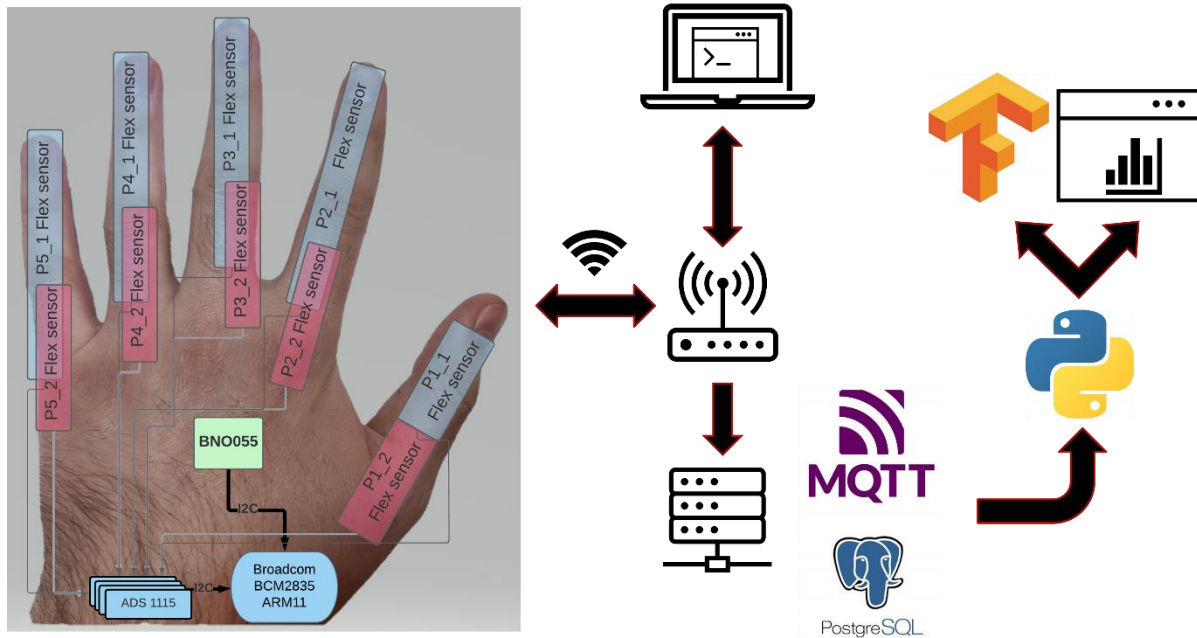 P5_1 Flex sensor
P5_2 Flex sensor
P4_1 Flex sensor
P4_2 Flex sensor
P3_1 Flex sensor
P3_2 Flex sensor
P2_1 Flex sensor
P2_2 Flex sensor
P1_1
Flex sensor
P1_2
Flex sensor
BNO055
I2C
ADS 1115
I2C
Broadcom
BCM2835
ARM11
>_
MQTT
PostgreSQL